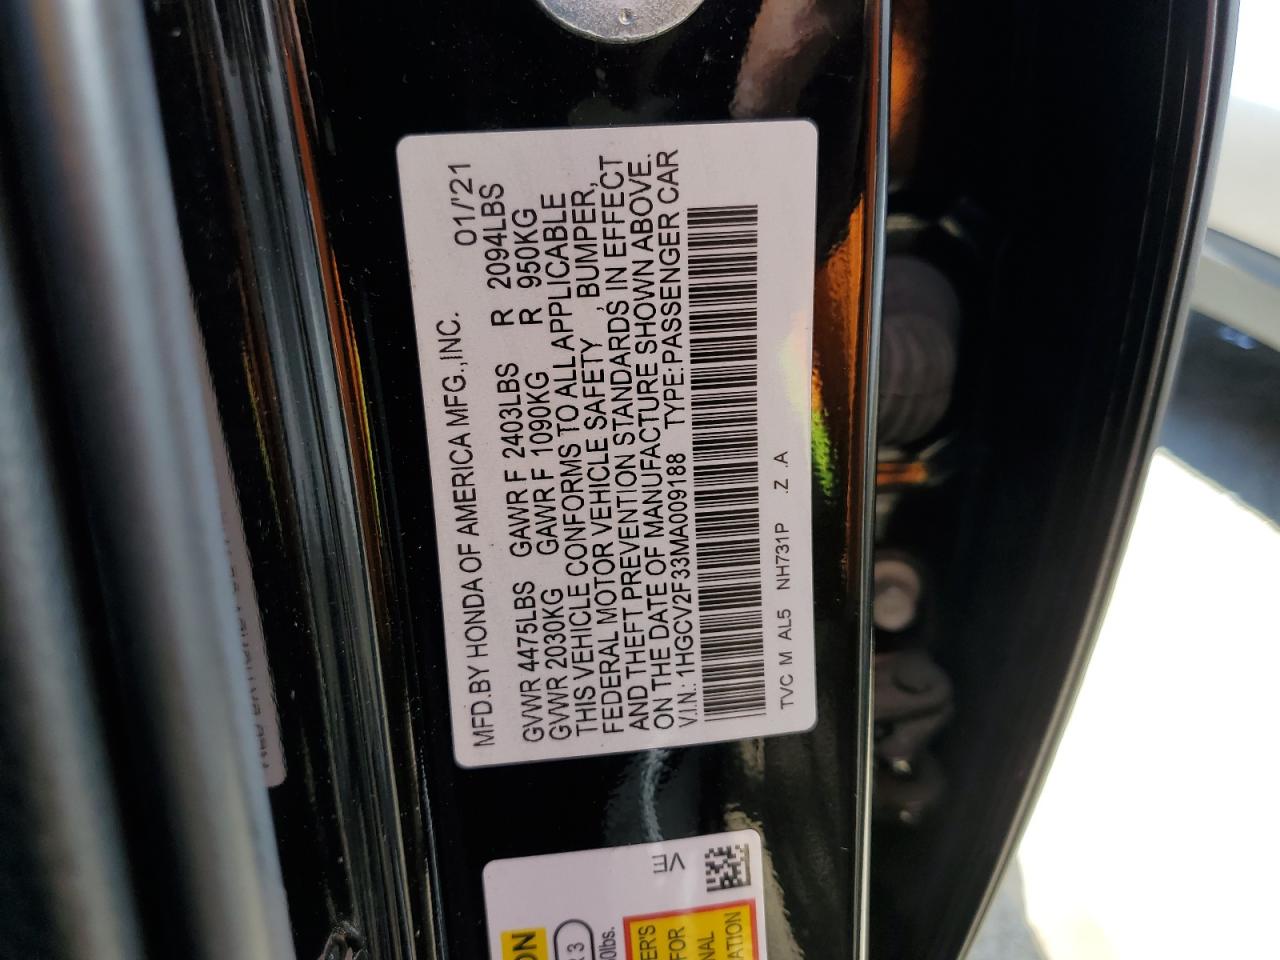 MFD.BY HONDA OF AMERICA MFG.,INC. 01/'21
GVWR 4475LBS GAWR F 2403LBS R 2094LBS
GVWR 2030KG GAWR F 1090KG R 950KG
THIS VEHICLE CONFORMS TO ALL APPLICABLE
FEDERAL MOTOR VEHICLE SAFETY , BUMPER,
AND THEFT PREVENTION STANDARDS IN EFFECT
ON THE DATE OF MANUFACTURE SHOWN ABOVE.
V.I.N.: 1HGCV2F33MA009188 TYPE:PASSENGER CAR
TVC M AL5 NH731P .Z .A
VE